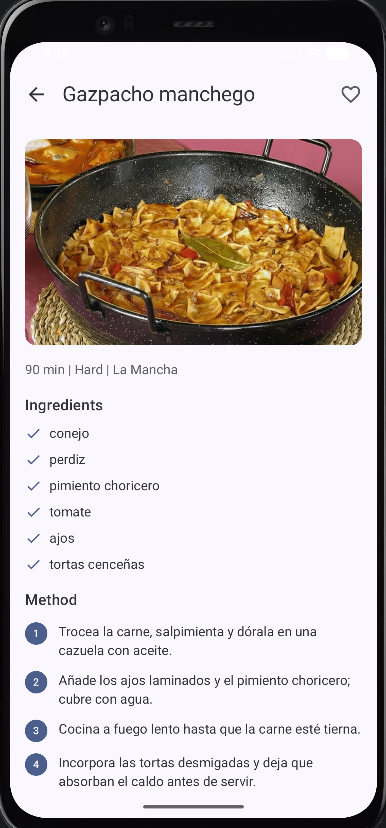 Gazpacho manchego
90 min | Hard | La Mancha
Ingredients
conejo
perdiz
pimiento choricero
tomate
ajos
tortas cenceñas
Method
1 Trocea la carne, salpimienta y dórala en una
cazuela con aceite.
2 Añade los ajos laminados y el pimiento choricero;
cubre con agua.
3 Cocina a fuego lento hasta que la carne esté tierna.
4 Incorpora las tortas desmigadas y deja que
absorban el caldo antes de servir.